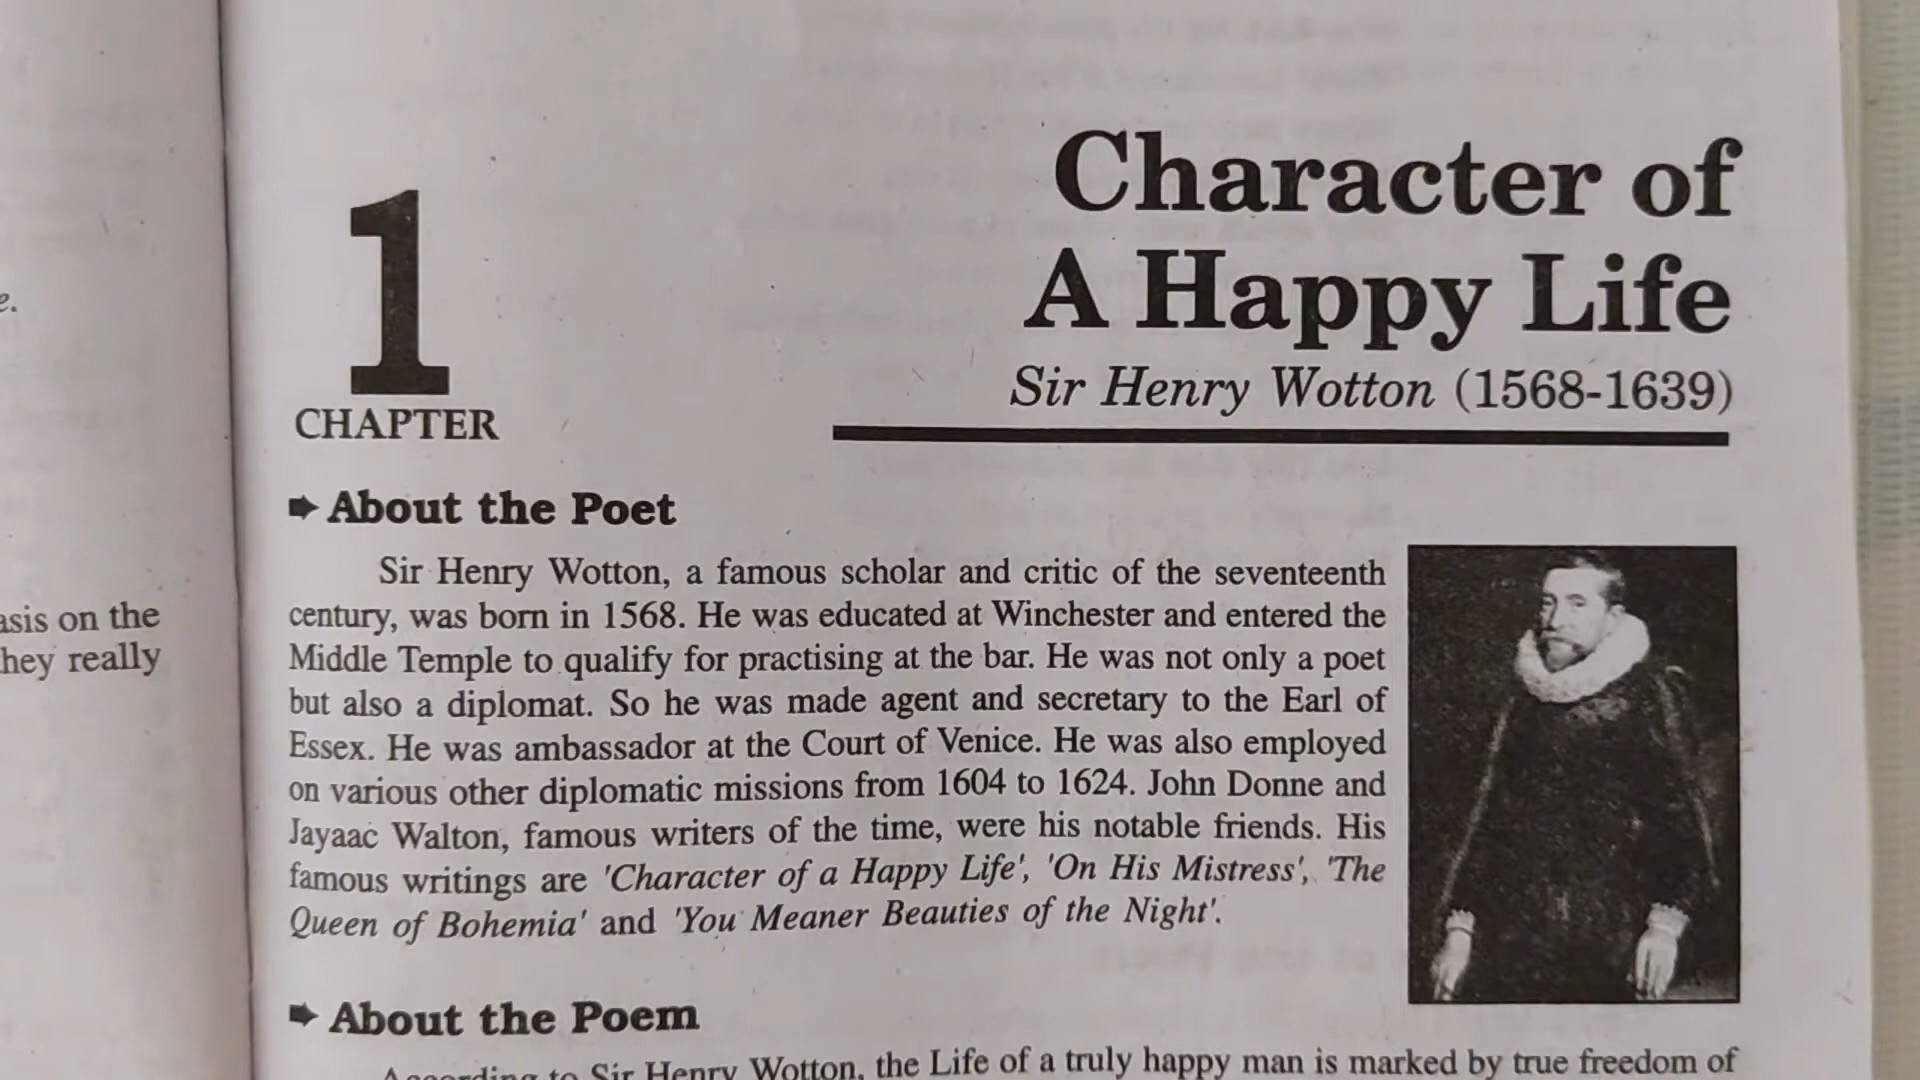 e.
asis on the
hey really
1
CHAPTER
Character of
A Happy Life
Sir Henry Wotton (1568-1639)
About the Poet
Sir Henry Wotton, a famous scholar and critic of the seventeenth
century, was born in 1568. He was educated at Winchester and entered the
Middle Temple to qualify for practising at the bar. He was not only a poet
but also a diplomat. So he was made agent and secretary to the Earl of
Essex. He was ambassador at the Court of Venice. He was also employed
on various other diplomatic missions from 1604 to 1624. John Donne and
Jayaac Walton, famous writers of the time, were his notable friends. His
famous writings are 'Character of a Happy Life', 'On His Mistress', 'The
Queen of Bohemia' and 'You Meaner Beauties of the Night'.
About the Poem
According to Sir Henry Wotton, the Life of a truly happy man is marked by true freedom of